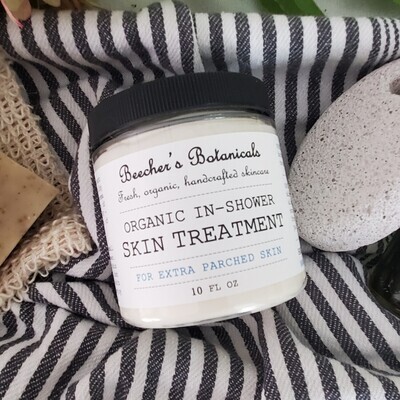 Beecher's Botanicals
Fresh, organic, handcrafted skincare
ORGANIC IN-SHOWER
SKIN TREATMENT
FOR EXTRA PARCHED SKIN
10 FL OZ